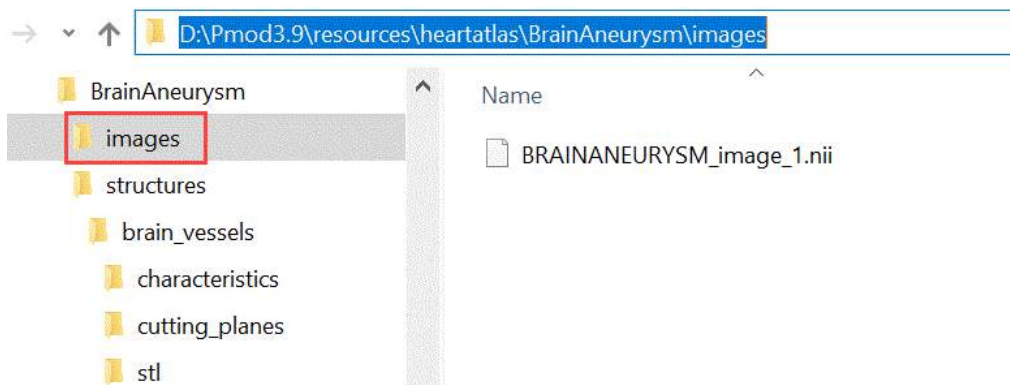 D:\Pmod3.9\resources\heartatlas\BrainAneurysm\images
BrainAneurysm
images
structures
brain_vessels
characteristics
cutting_planes
stl
Name
BRAINANEURYSM_image_1.nii